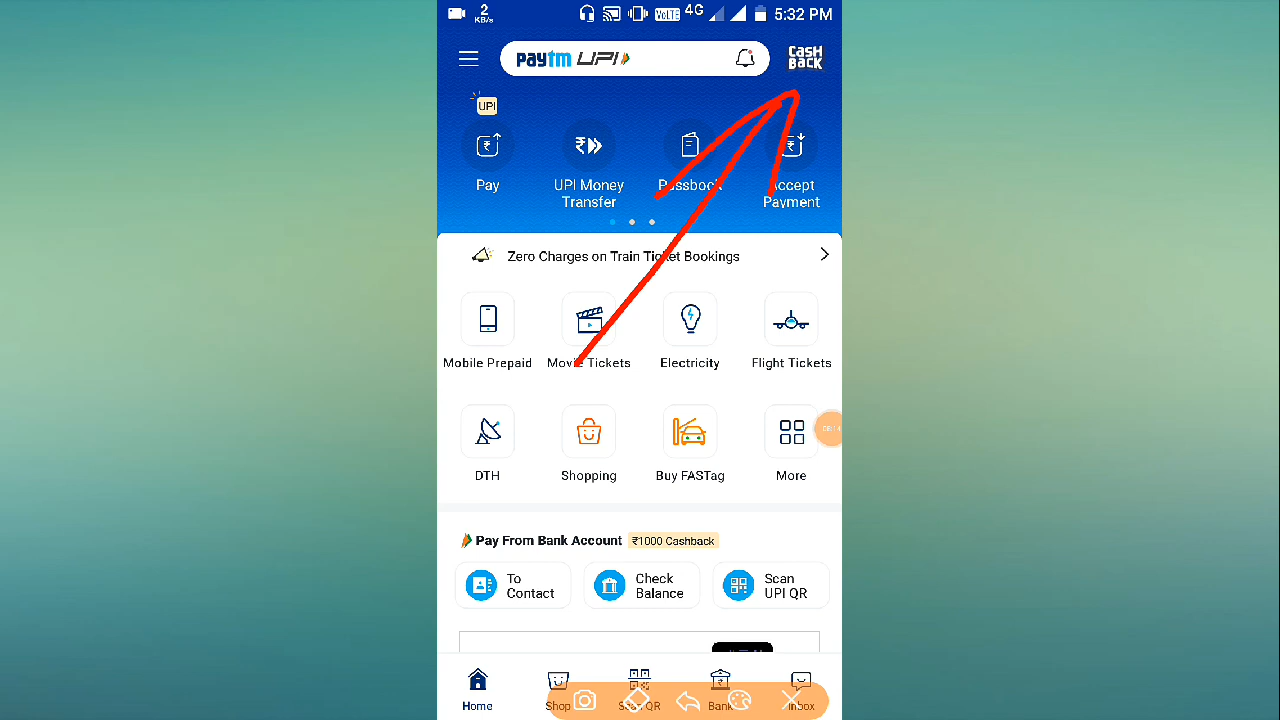 2
KB/s
VoLTE
4G
5:32 PM
paytm UPI
CASH
BACK
UPI
Pay
UPI Money
Transfer
Passbook
Accept
Payment
Zero Charges on Train Ticket Bookings
Mobile Prepaid
Movie Tickets
Electricity
Flight Tickets
DTH
Shopping
Buy FASTag
More
Pay From Bank Account
₹1000 Cashback
To
Contact
Check
Balance
Scan
UPI QR
Home
Shop
Scan QR
Bank
Inbox